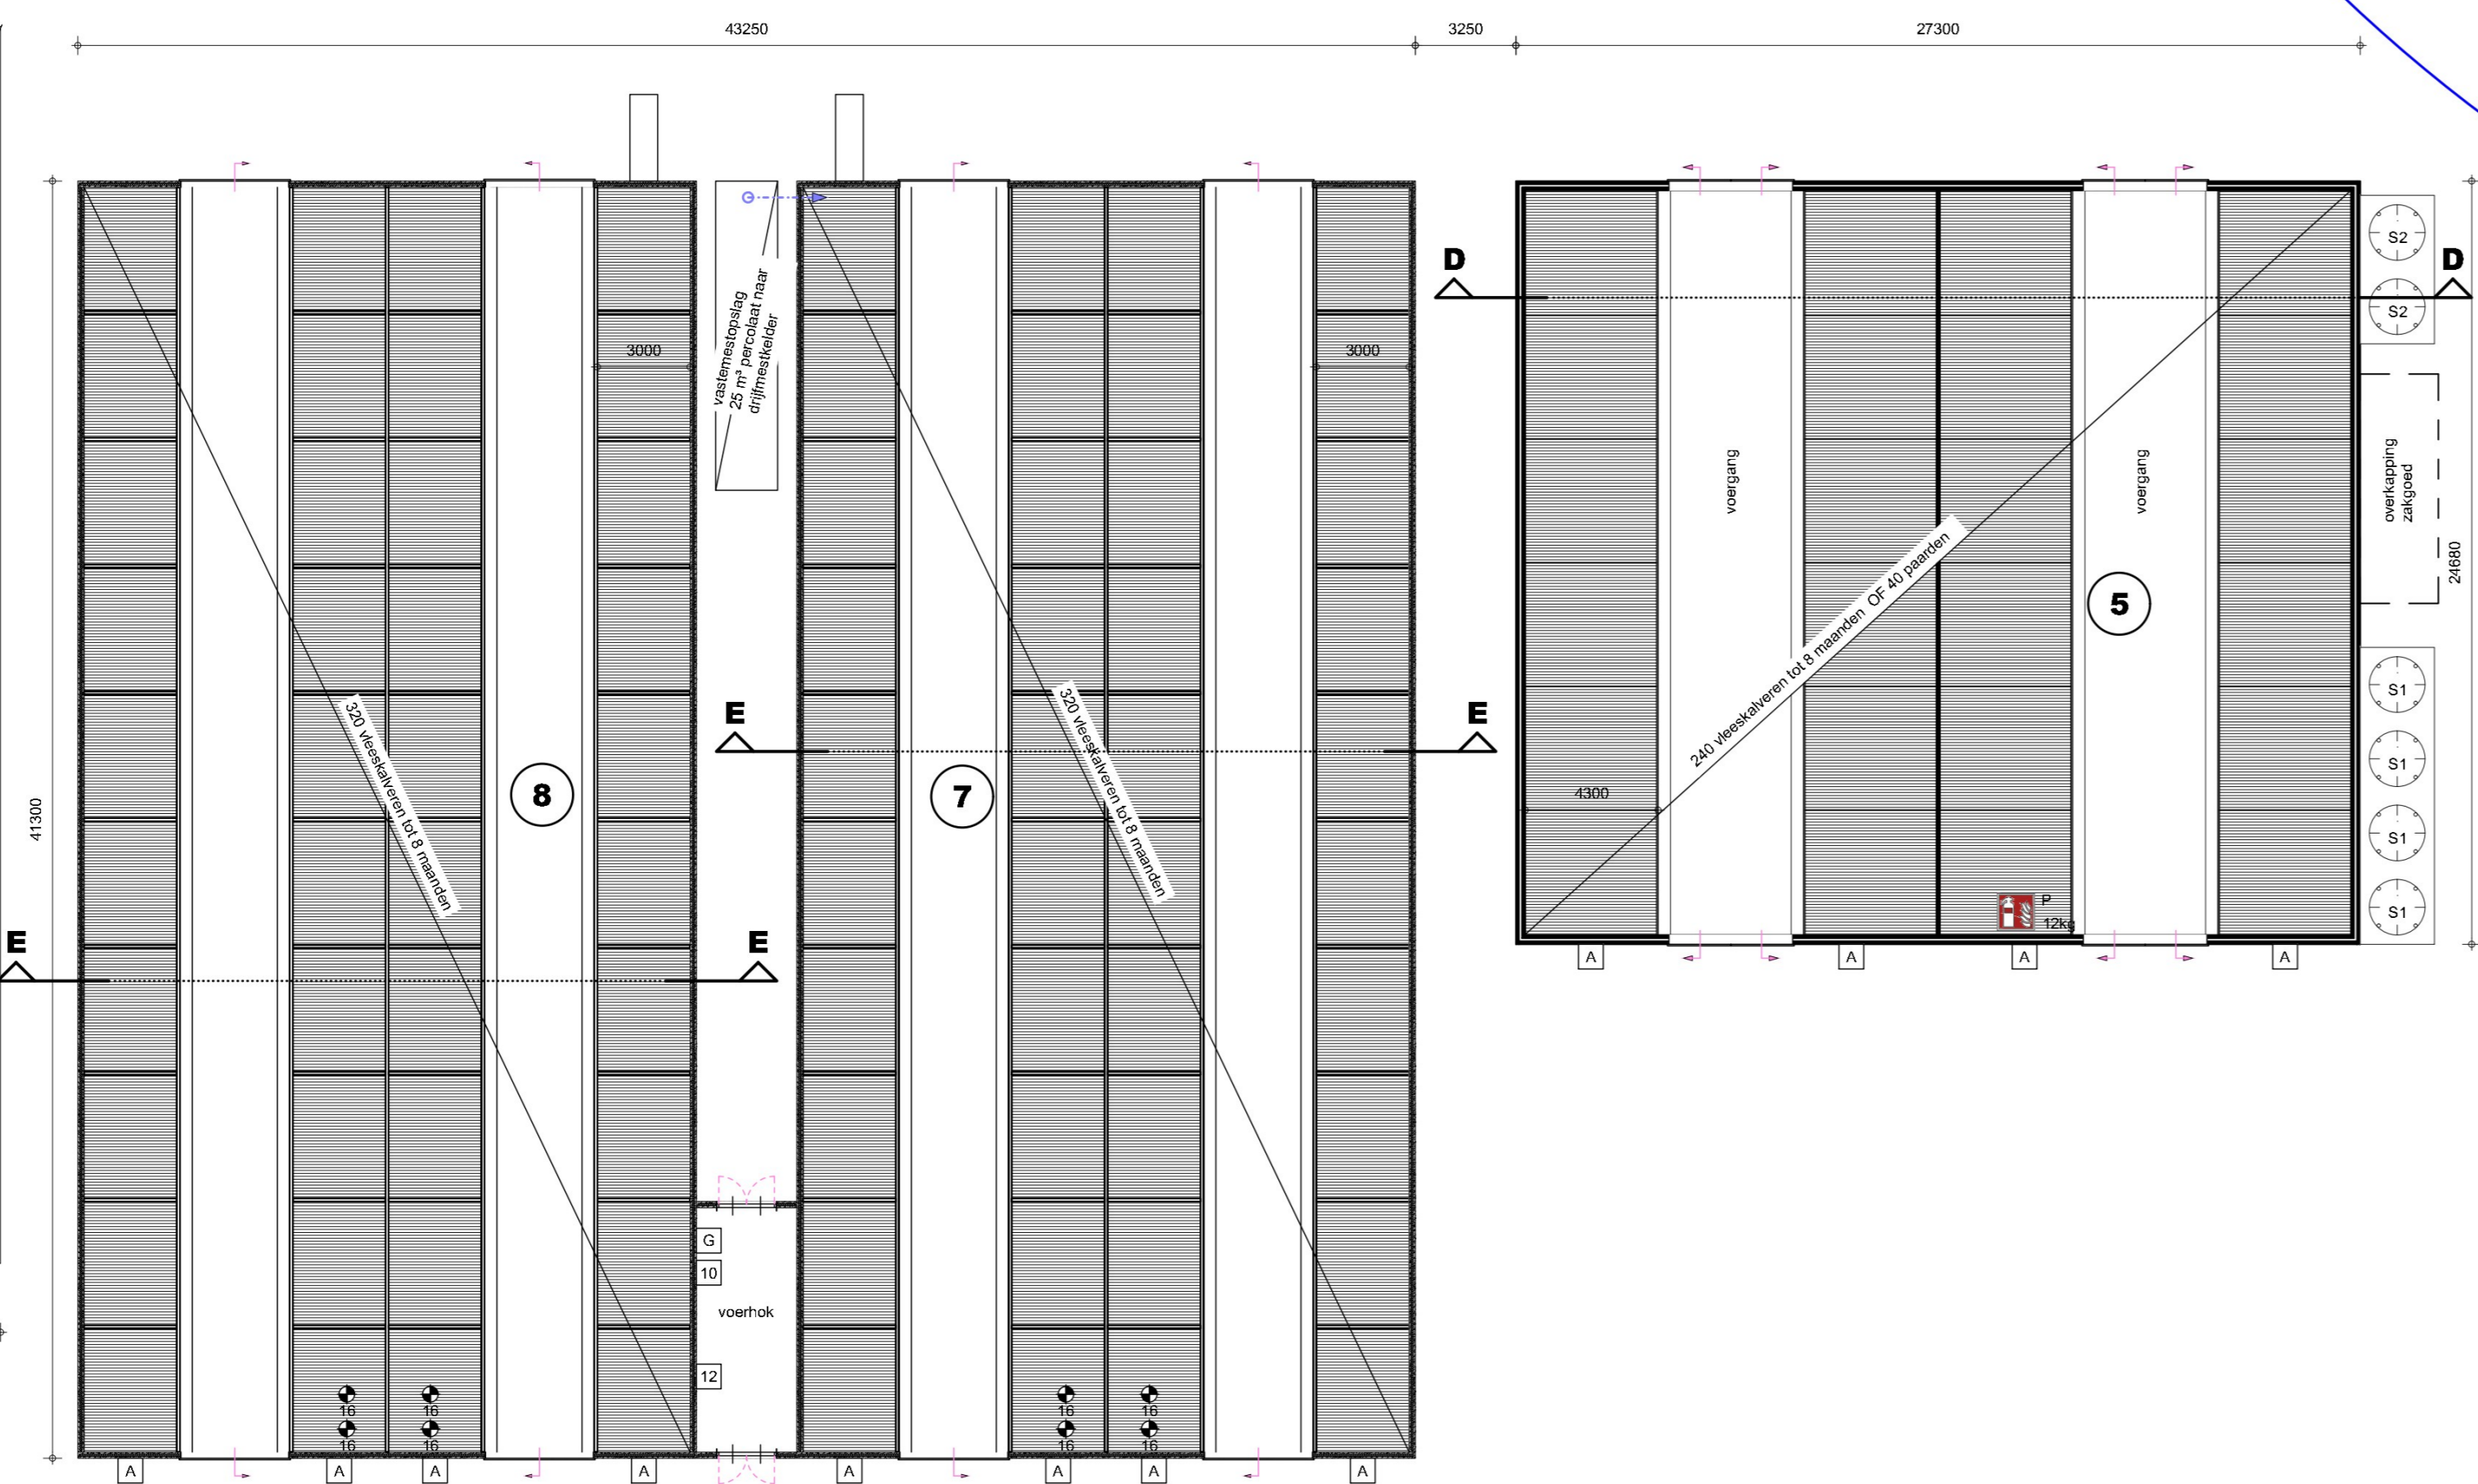 43250
3250
27300
S2
D
D
S2
vastemestopslag
25 m³ percolaat naar
drijfmestkelder
3000
3000
voergang
voergang
overkapping
zakgoed
24680
240 vleeskalveren tot 8 maanden OF 40 paarden
5
S1
E
E
320 vleeskalveren tot 8 maanden
320 vleeskalveren tot 8 maanden
S1
8
7
4300
41300
S1
P
12kg
S1
E
E
A
A
A
A
G
10
voerhok
12
16
16
16
16
16
16
16
16
A
A
A
A
A
A
A
A